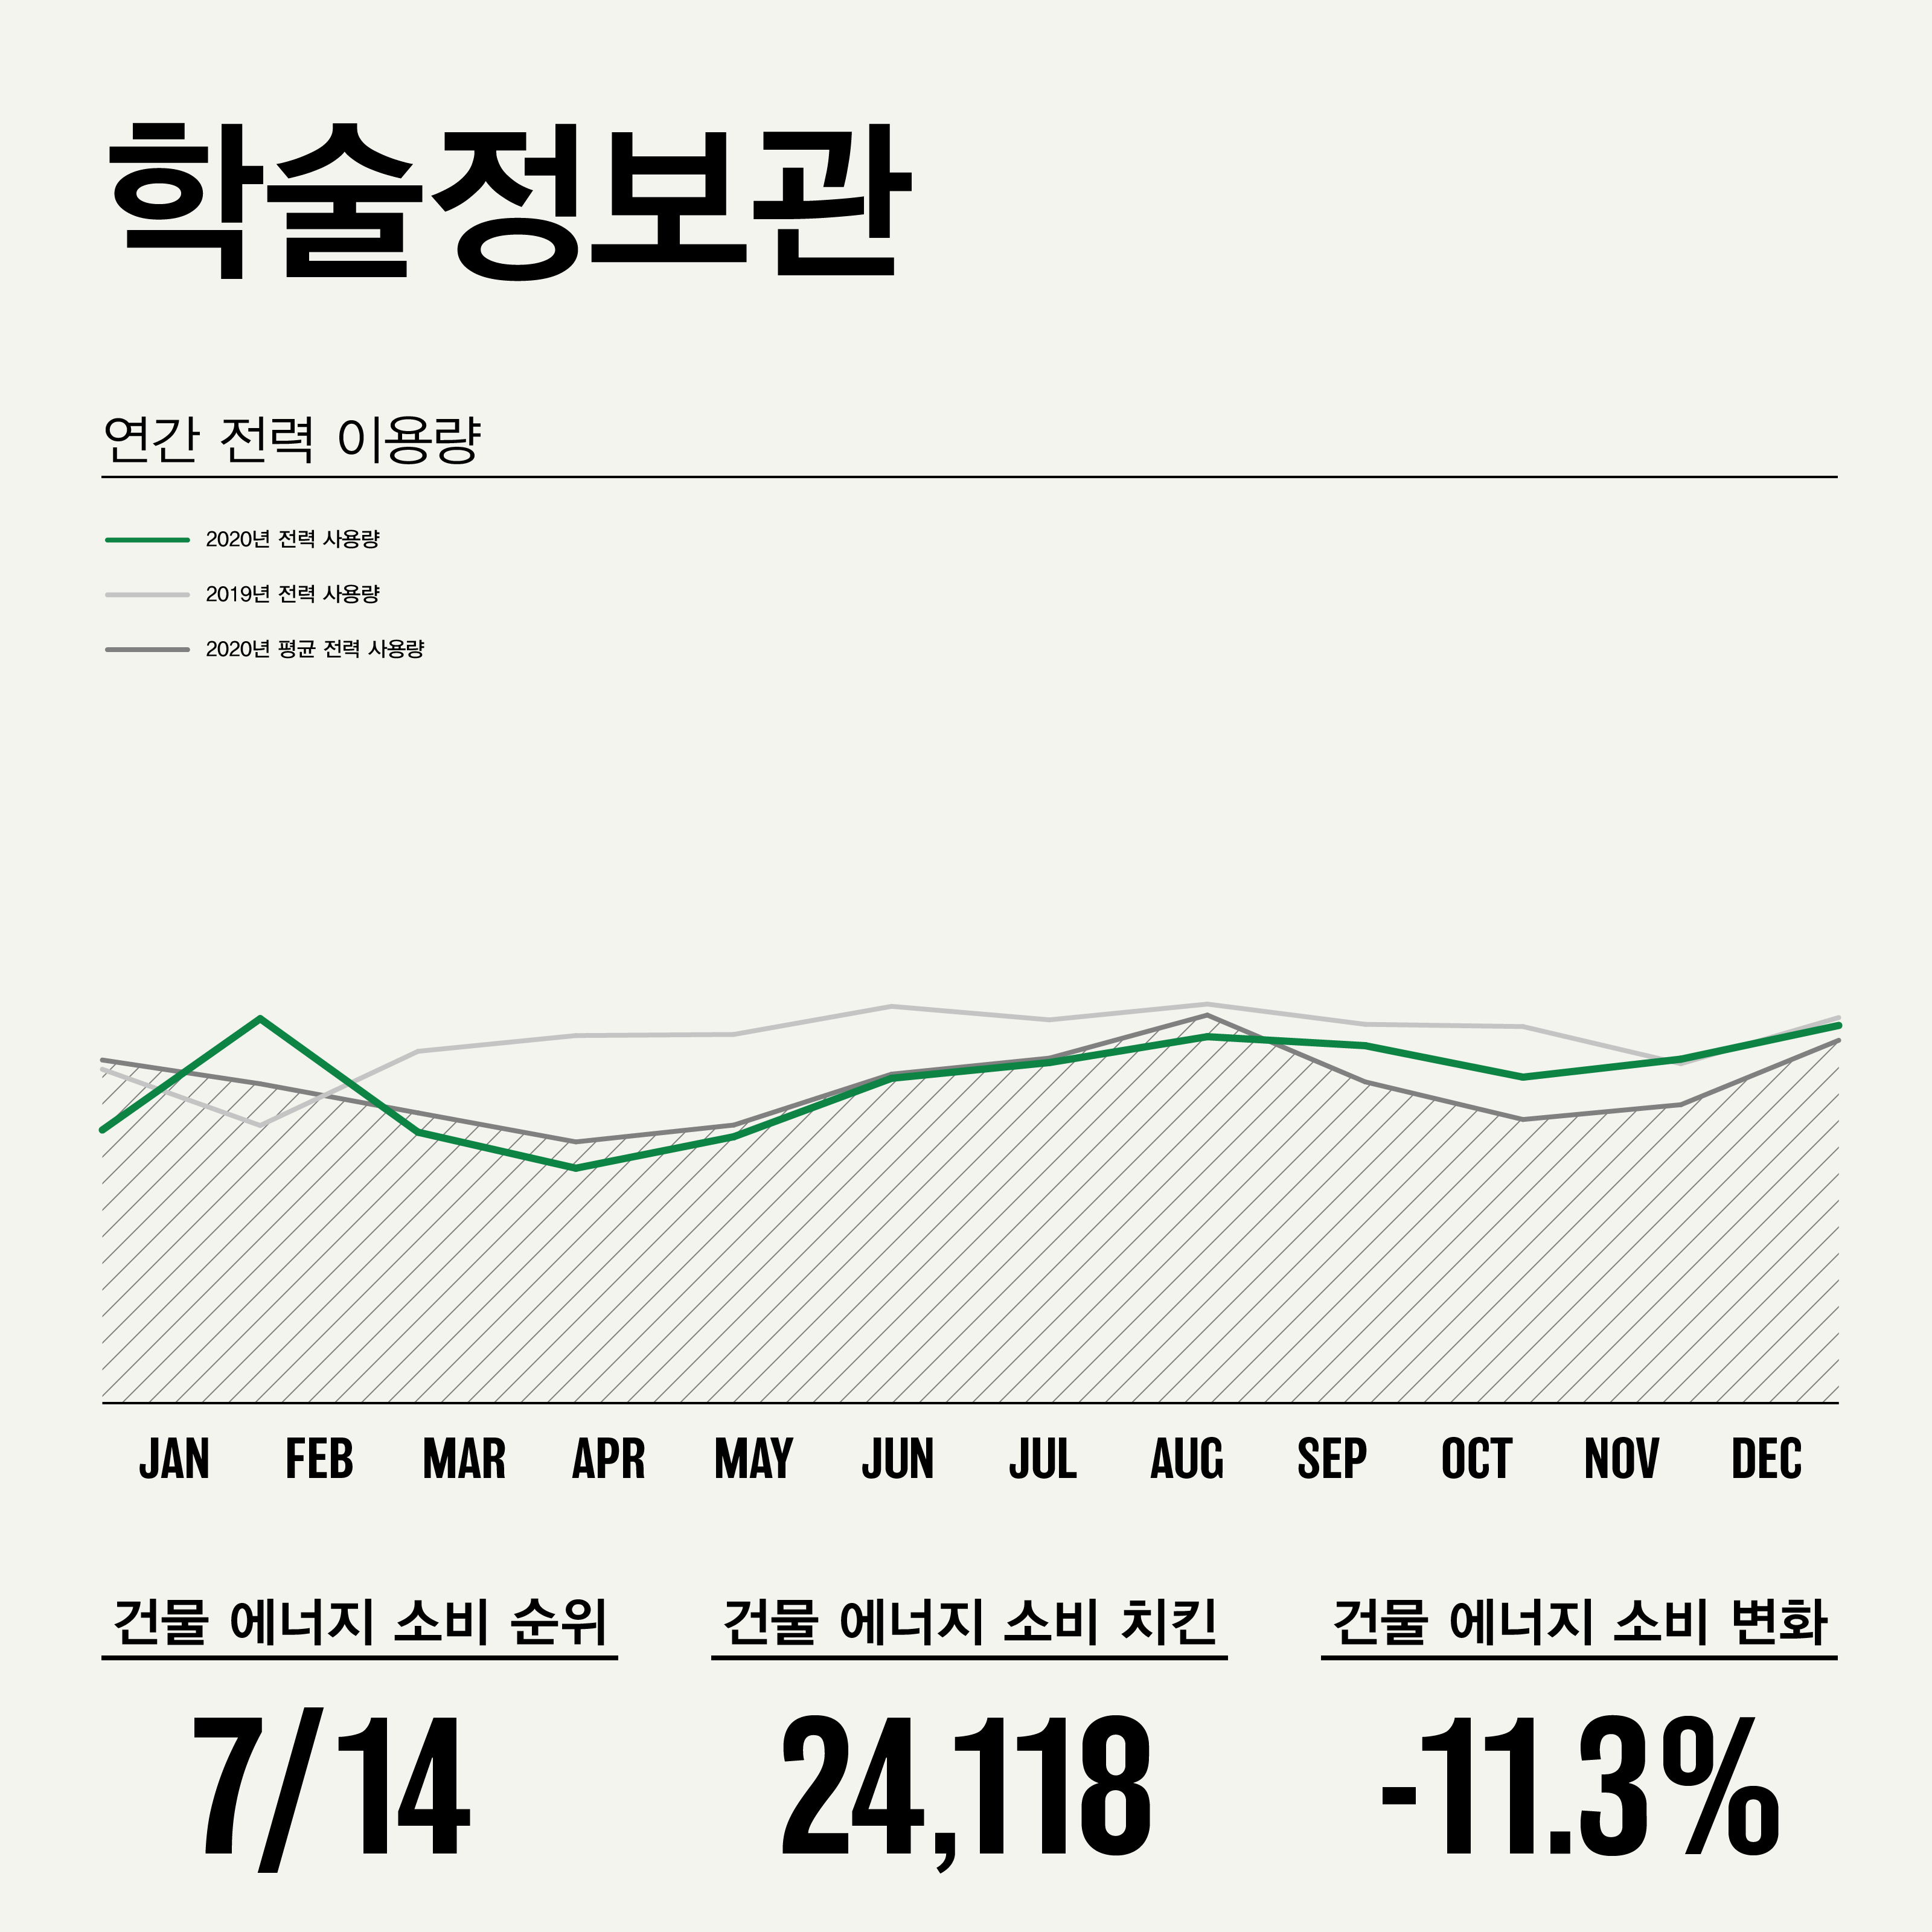 학술정보관
연간 전력 이용량
2020년 전력 사용량
2019년 전력 사용량
2020년 평균 전력 사용량
JAN FEB MAR APR MAY JUN JUL AUG SEP OCT NOV DEC
건물 에너지 소비 순위 건물 에너지 소비 치킨 건물 에너지 소비 변화
7/14 24,118 -11.3%